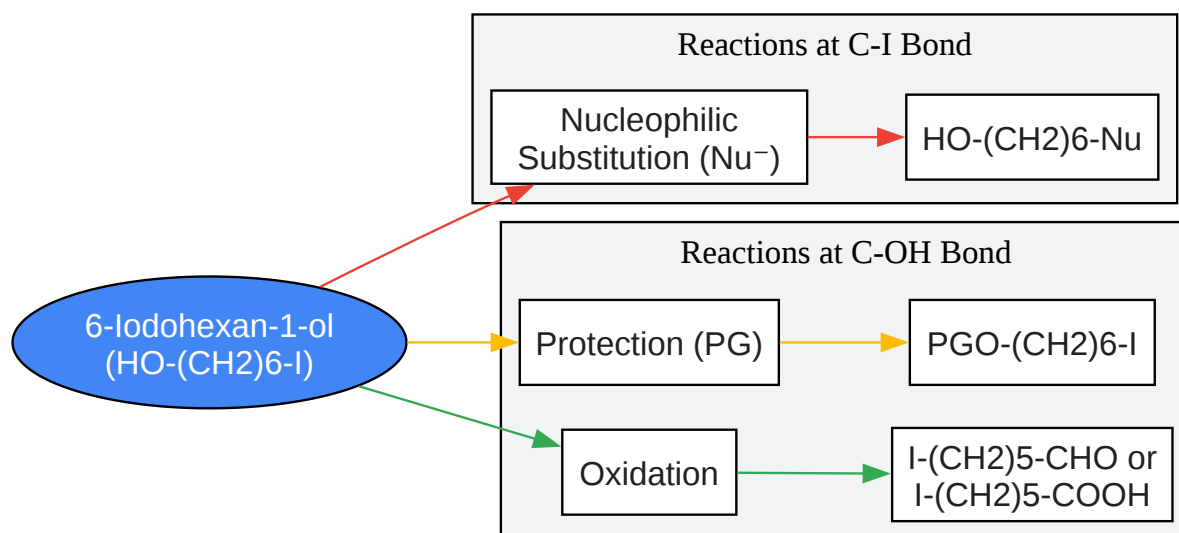 Reactions at C-I Bond
Nucleophilic
Substitution (Nu⁻)
HO-(CH2)6-Nu
Reactions at C-OH Bond
6-Iodohexan-1-ol
(HO-(CH2)6-I)
Protection (PG)
PGO-(CH2)6-I
Oxidation
I-(CH2)5-CHO or
I-(CH2)5-COOH